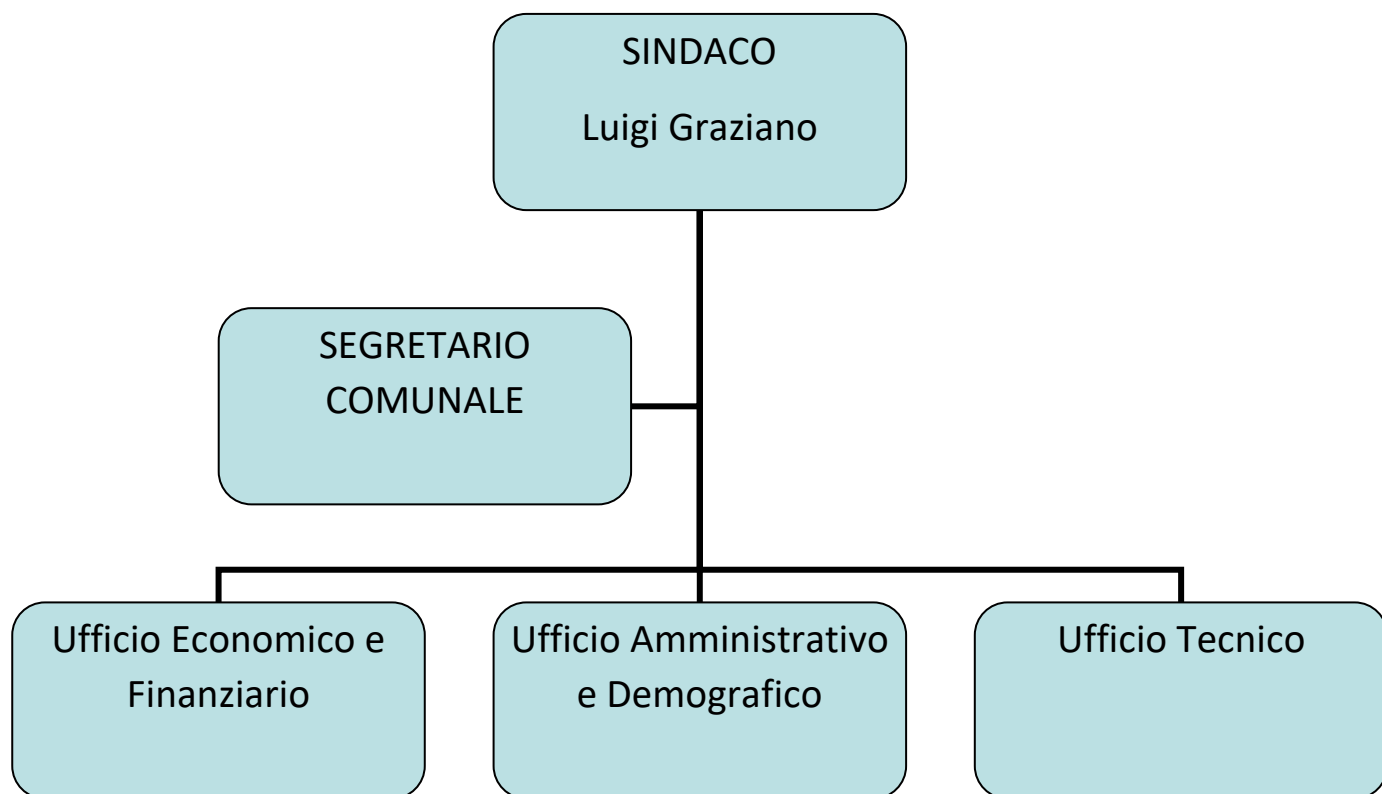 SINDACO
Luigi Graziano
SEGRETARIO
COMUNALE
Ufficio Economico e
Finanziario
Ufficio Amministrativo
e Demografico
Ufficio Tecnico